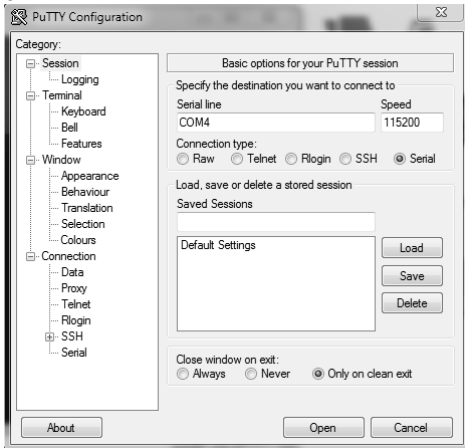 PuTTY Configuration
Category:
Session
Logging
Terminal
Keyboard
Bell
Features
Window
Appearance
Behaviour
Translation
Selection
Colours
Connection
Data
Proxy
Telnet
Rlogin
SSH
Serial
Basic options for your PuTTY session
Specify the destination you want to connect to
Serial line Speed
COM4 115200
Connection type:
Raw Telnet Rlogin SSH Serial
Load, save or delete a stored session
Saved Sessions
Default Settings
Load
Save
Delete
Close window on exit:
Always Never Only on clean exit
About Open Cancel